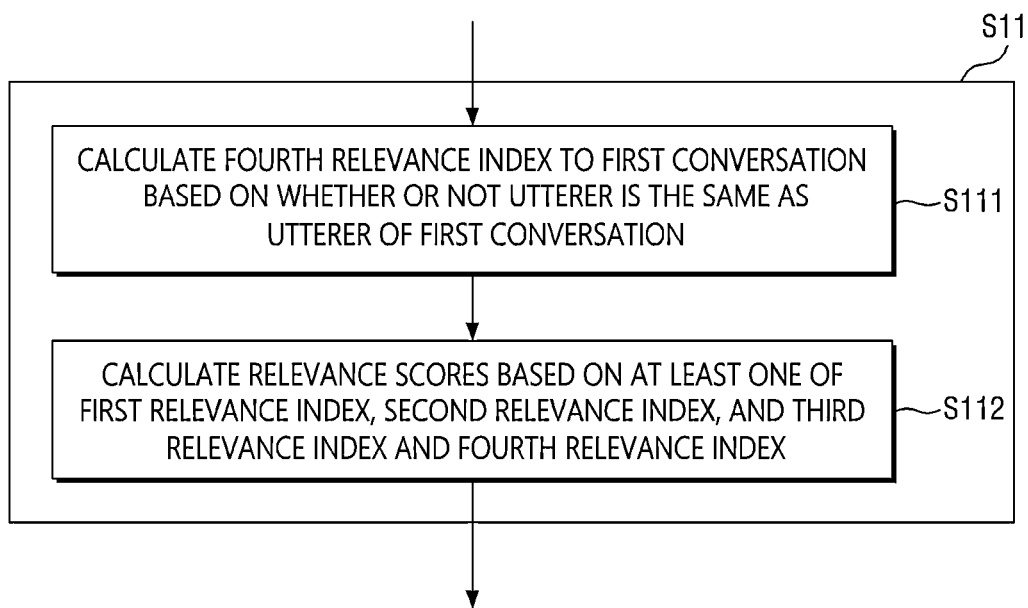 S11
CALCULATE FOURTH RELEVANCE INDEX TO FIRST CONVERSATION
BASED ON WHETHER OR NOT UTTERER IS THE SAME AS
UTTERER OF FIRST CONVERSATION
S111
CALCULATE RELEVANCE SCORES BASED ON AT LEAST ONE OF
FIRST RELEVANCE INDEX, SECOND RELEVANCE INDEX, AND THIRD
RELEVANCE INDEX AND FOURTH RELEVANCE INDEX
S112